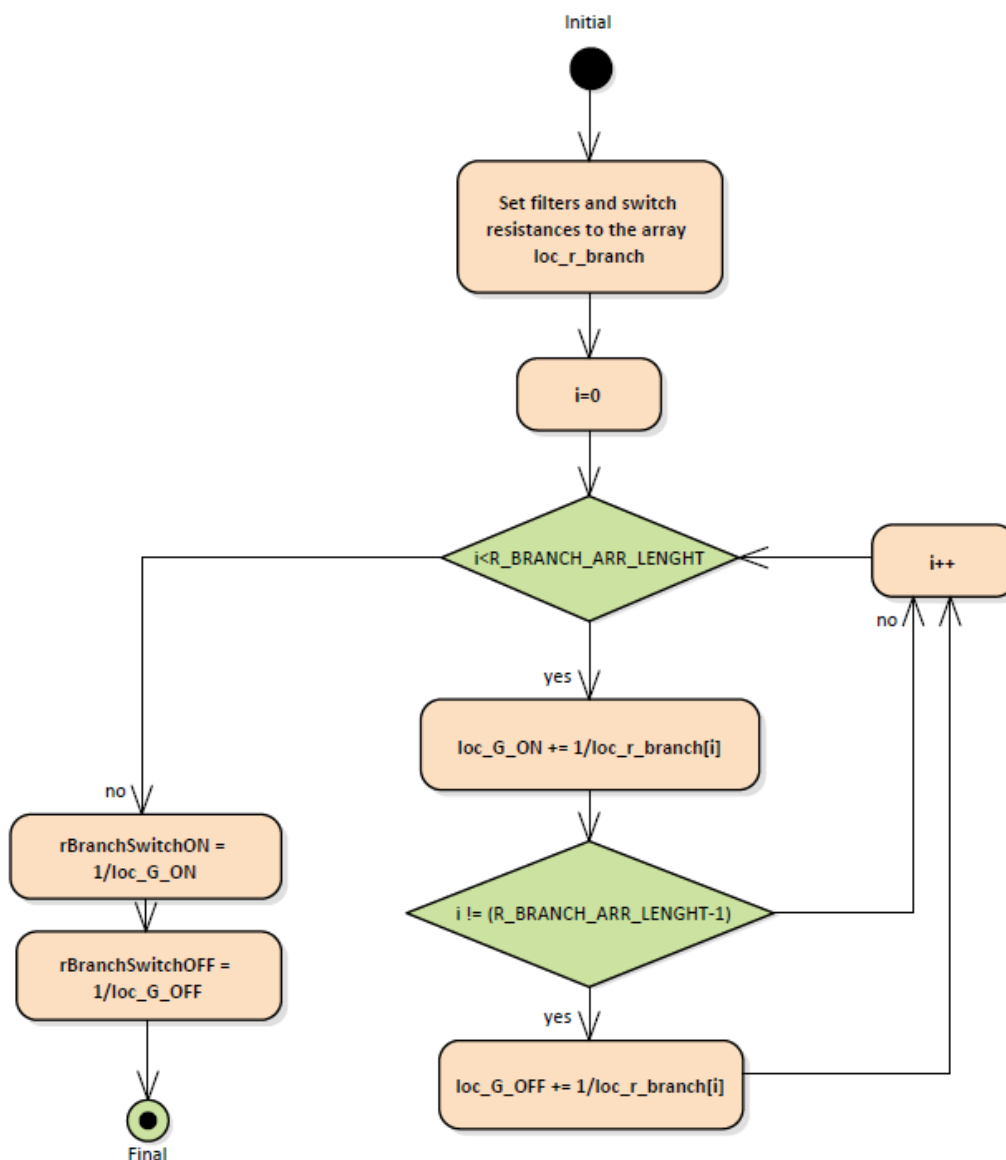 Initial
Set filters and switch
resistances to the array
loc_r_branch
i=0
i<R_BRANCH_ARR_LENGHT
i++
no
yes
loc_G_ON += 1/loc_r_branch[i]
no
rBranchSwitchON =
1/loc_G_ON
i != (R_BRANCH_ARR_LENGHT-1)
rBranchSwitchOFF =
1/loc_G_OFF
yes
loc_G_OFF += 1/loc_r_branch[i]
Final